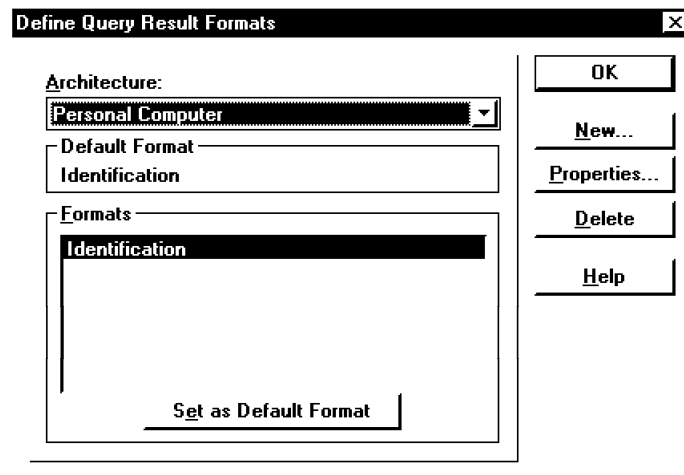 Define Query Result Formats
Architecture:
Personal Computer
Default Format
Identification
Formats
Identification
Set as Default Format
OK
New...
Properties...
Delete
Help